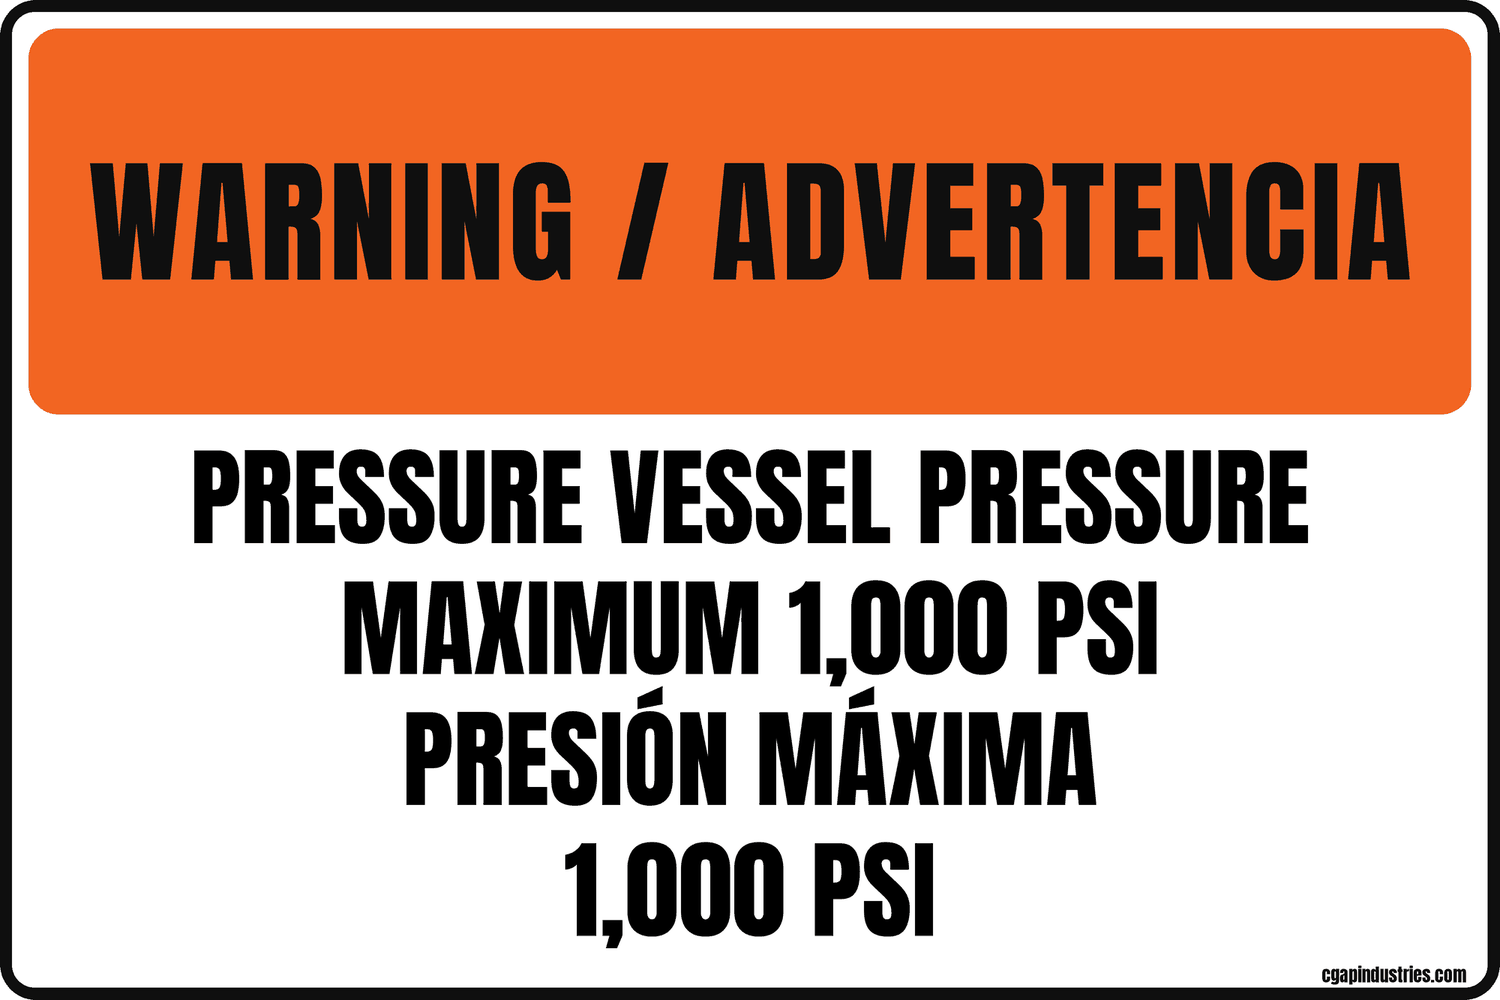 WARNING / ADVERTENCIA
PRESSURE VESSEL PRESSURE
MAXIMUM 1,000 PSI
PRESIÓN MÁXIMA
1,000 PSI
cgapindustries.com